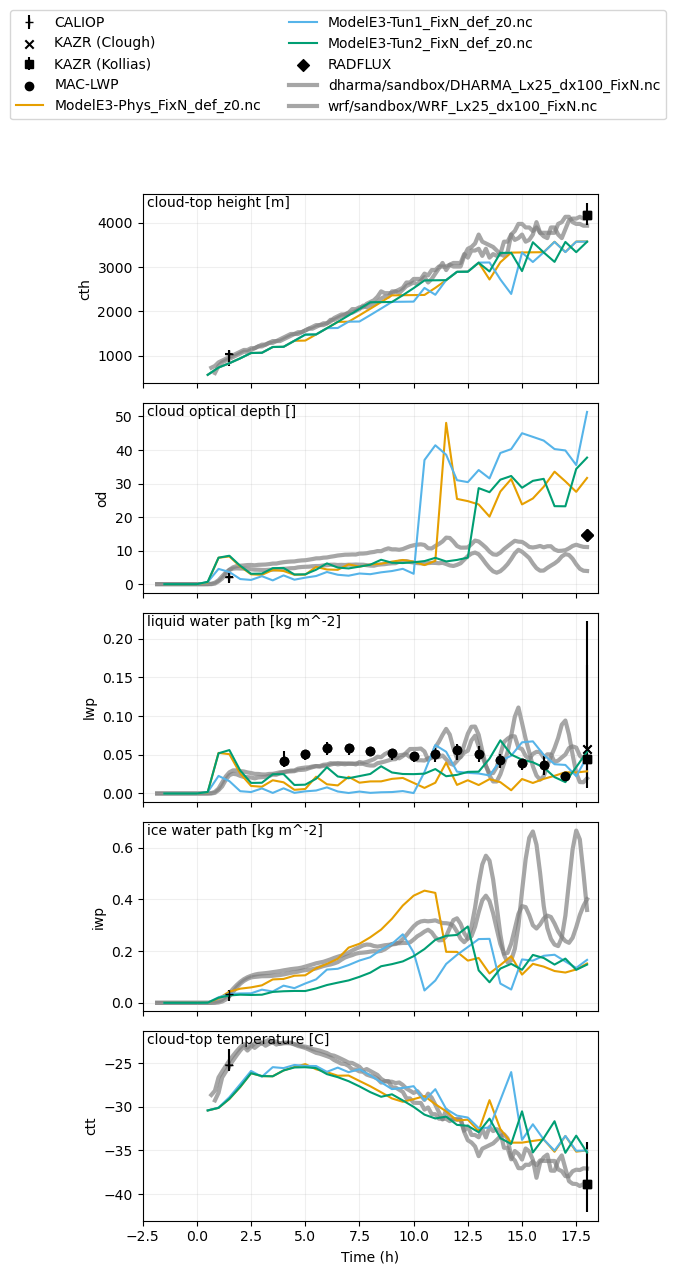 CALIOP
KAZR (Clough)
KAZR (Kollias)
MAC-LWP
ModelE3-Phys_FixN_def_z0.nc
ModelE3-Tun1_FixN_def_z0.nc
ModelE3-Tun2_FixN_def_z0.nc
RADFLUX
dharma/sandbox/DHARMA_Lx25_dx100_FixN.nc
wrf/sandbox/WRF_Lx25_dx100_FixN.nc
cloud-top height [m]
4000
3000
2000
1000
cth
cloud optical depth []
50
40
30
20
10
0
od
liquid water path [kg m^-2]
0.20
0.15
0.10
0.05
0.00
lwp
ice water path [kg m^-2]
0.6
0.4
0.2
0.0
iwp
cloud-top temperature [C]
−25
−30
−35
−40
ctt
−2.5 0.0 2.5 5.0 7.5 10.0 12.5 15.0 17.5
Time (h)